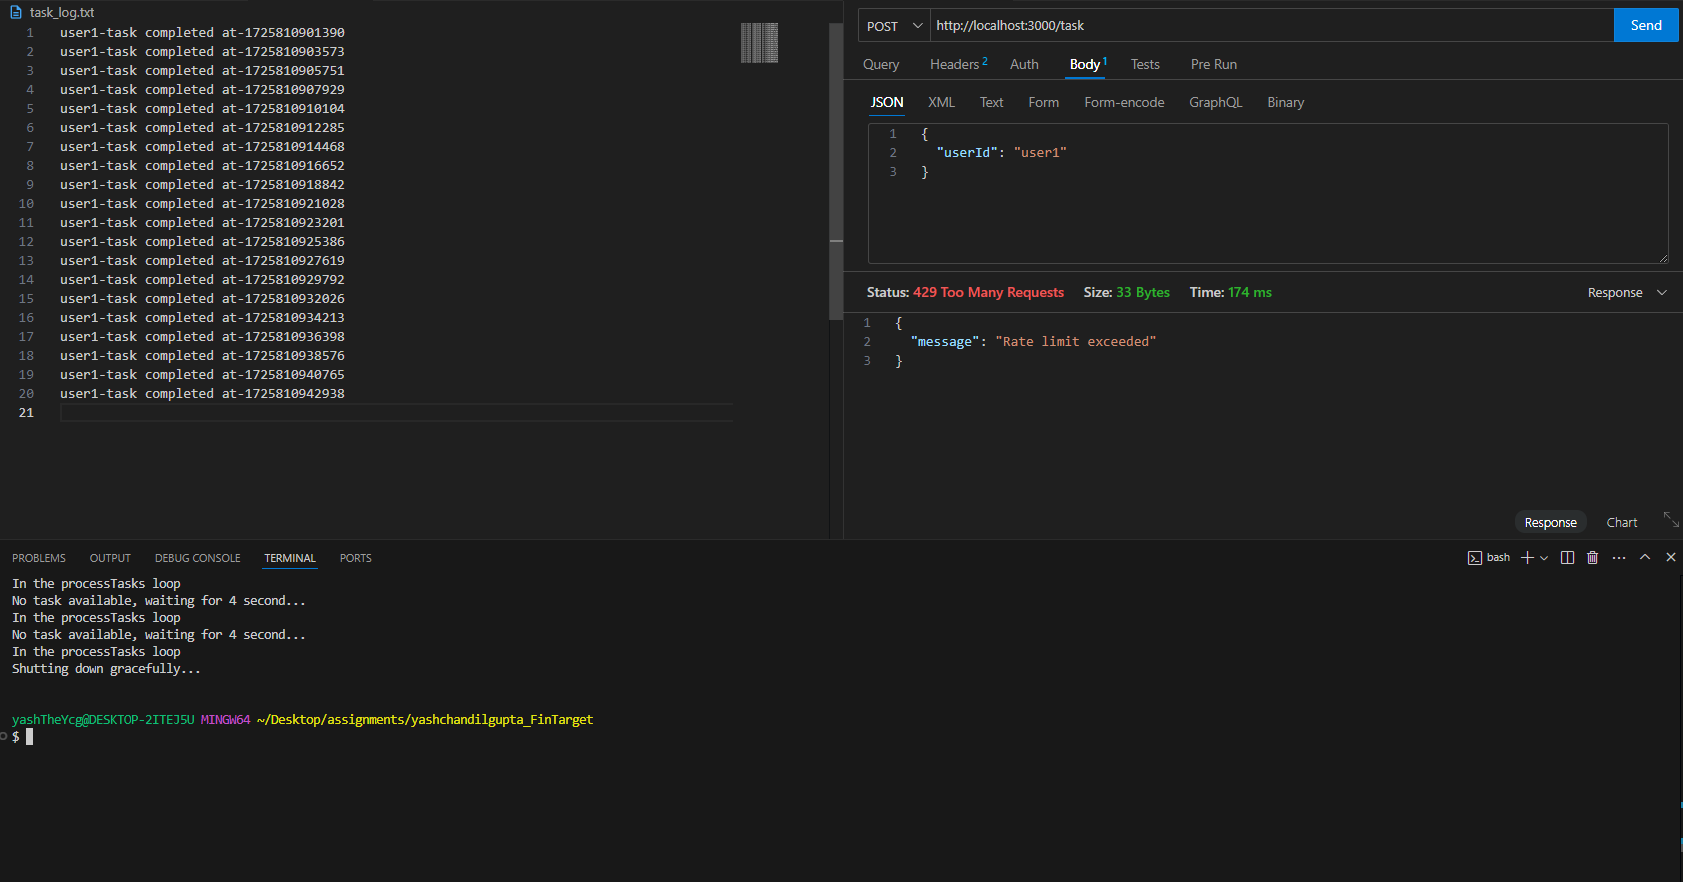 task_log.txt
1 user1-task completed at-1725810901390
2 user1-task completed at-1725810903573
3 user1-task completed at-1725810905751
4 user1-task completed at-1725810907929
5 user1-task completed at-1725810910104
6 user1-task completed at-1725810912285
7 user1-task completed at-1725810914468
8 user1-task completed at-1725810916652
9 user1-task completed at-1725810918842
10 user1-task completed at-1725810921028
11 user1-task completed at-1725810923201
12 user1-task completed at-1725810925386
13 user1-task completed at-1725810927619
14 user1-task completed at-1725810929792
15 user1-task completed at-1725810932026
16 user1-task completed at-1725810934213
17 user1-task completed at-1725810936398
18 user1-task completed at-1725810938576
19 user1-task completed at-1725810940765
20 user1-task completed at-1725810942938
21
POST http://localhost:3000/task Send
Query Headers 2 Auth Body 1 Tests Pre Run
JSON XML Text Form Form-encode GraphQL Binary
1 {
2 "userId": "user1"
3 }
Status: 429 Too Many Requests Size: 33 Bytes Time: 174 ms Response
1 {
2 "message": "Rate limit exceeded"
3 }
Response Chart
PROBLEMS OUTPUT DEBUG CONSOLE TERMINAL PORTS bash
In the processTasks loop
No task available, waiting for 4 second...
In the processTasks loop
No task available, waiting for 4 second...
In the processTasks loop
Shutting down gracefully...
yashTheYcg@DESKTOP-2ITEJ5U MINGW64 ~/Desktop/assignments/yashchandilgupta_FinTarget
$